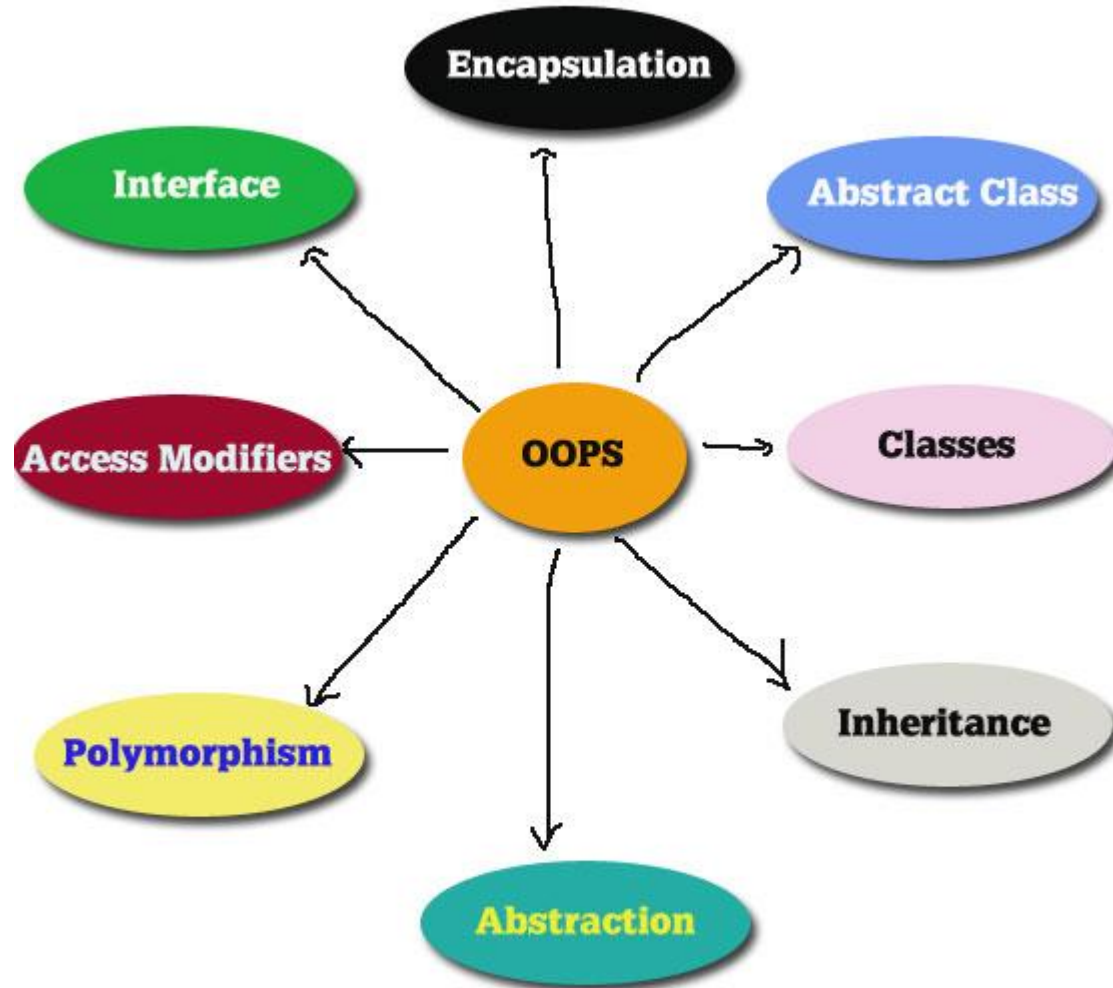 Encapsulation
Interface
Abstract Class
Access Modifiers
OOPS
Classes
Polymorphism
Inheritance
Abstraction